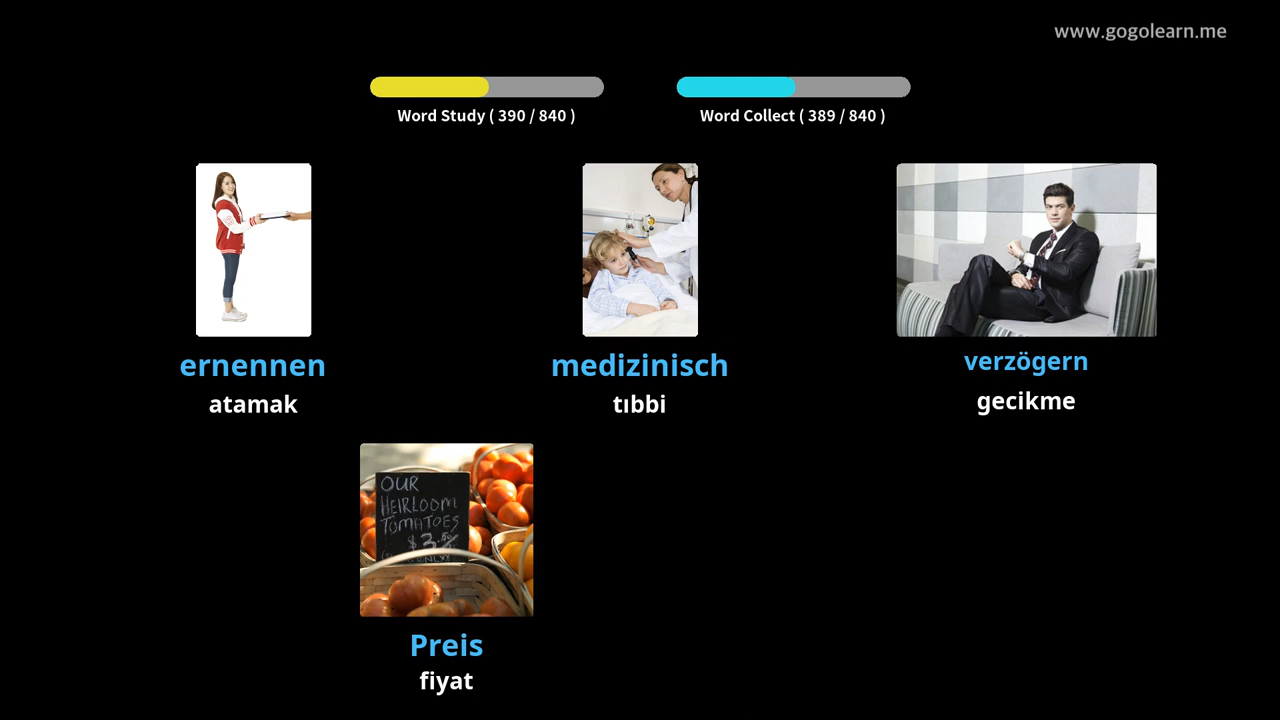 www.gogolearn.me
Word Study ( 390 / 840 )
Word Collect ( 389 / 840 )
ernennen
medizinisch
verzögern
atamak
tıbbi
gecikme
OUR
HEIRLOOM
TOMATOES
Preis
fiyat